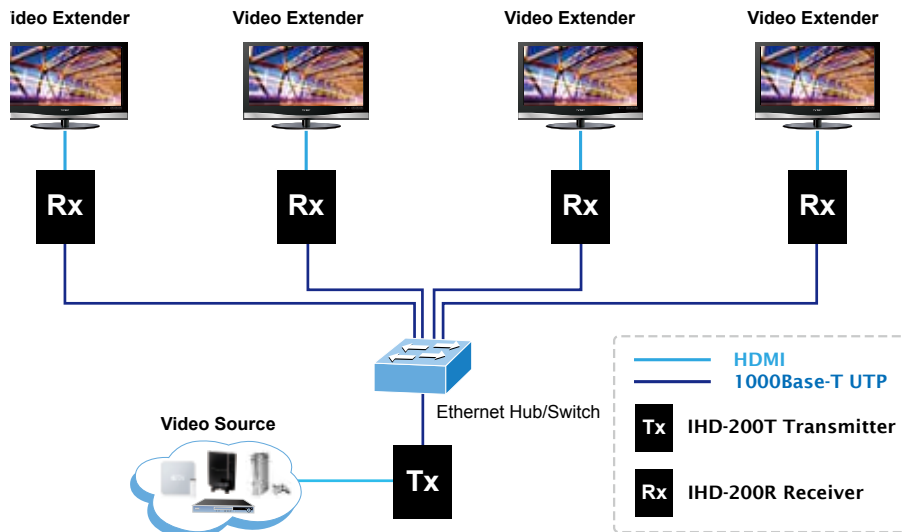 ideo Extender
Video Extender
Video Extender
Video Extender
Rx
Rx
Rx
Rx
HDMI
1000Base-T UTP
Ethernet Hub/Switch
Video Source
Tx
Tx
IHD-200T Transmitter
Rx
IHD-200R Receiver